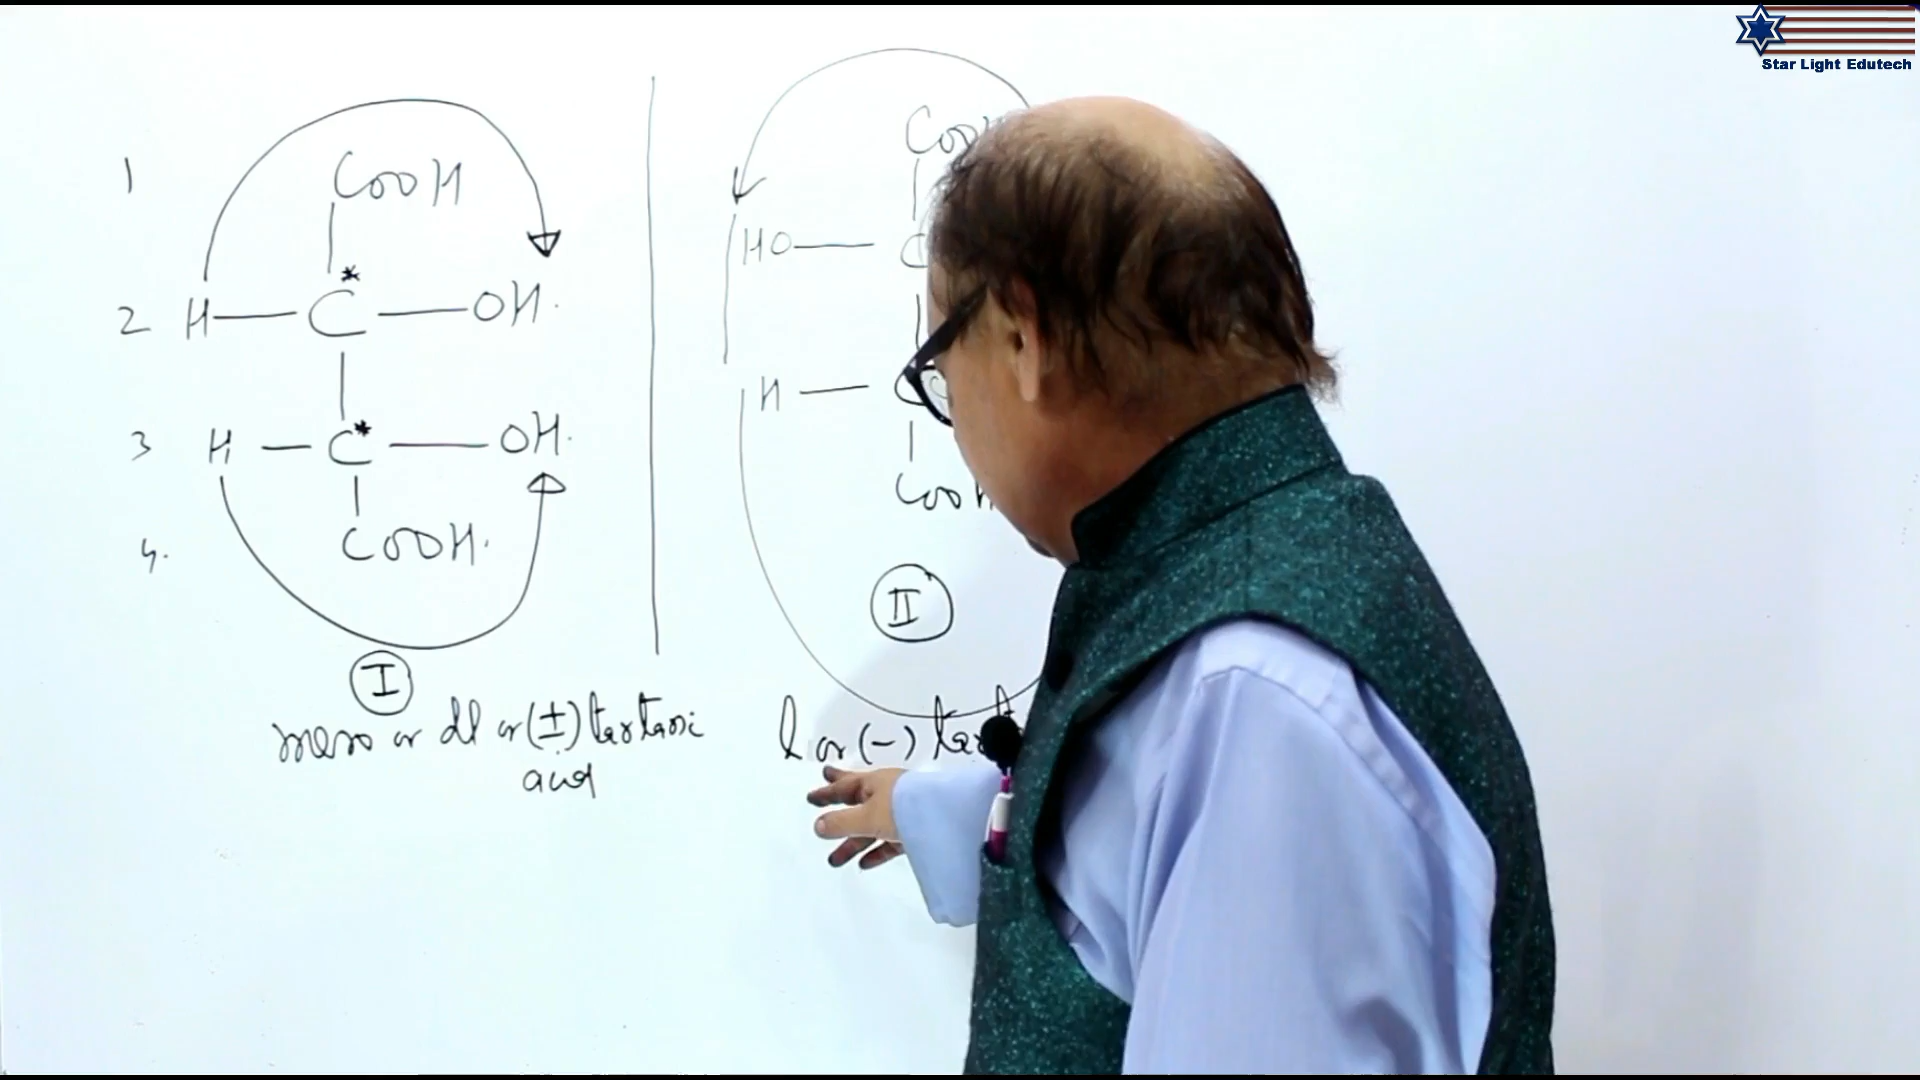 Star Light Edutech
1 COOH
2 H — C* — OH.
3 H — C* — OH.
4. COOH.
I
meso or dl or (±) tartaric
acid
HO — C
H — C
II
l or (-)